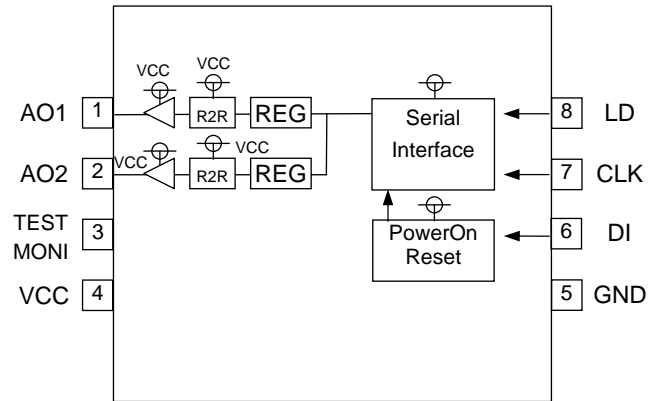 VCC
VCC
AO1
1
R2R
REG
Serial
Interface
8
LD
AO2
2
VCC
R2R
VCC
REG
7
CLK
TEST
MONI
3
PowerOn
Reset
6
DI
VCC
4
5
GND